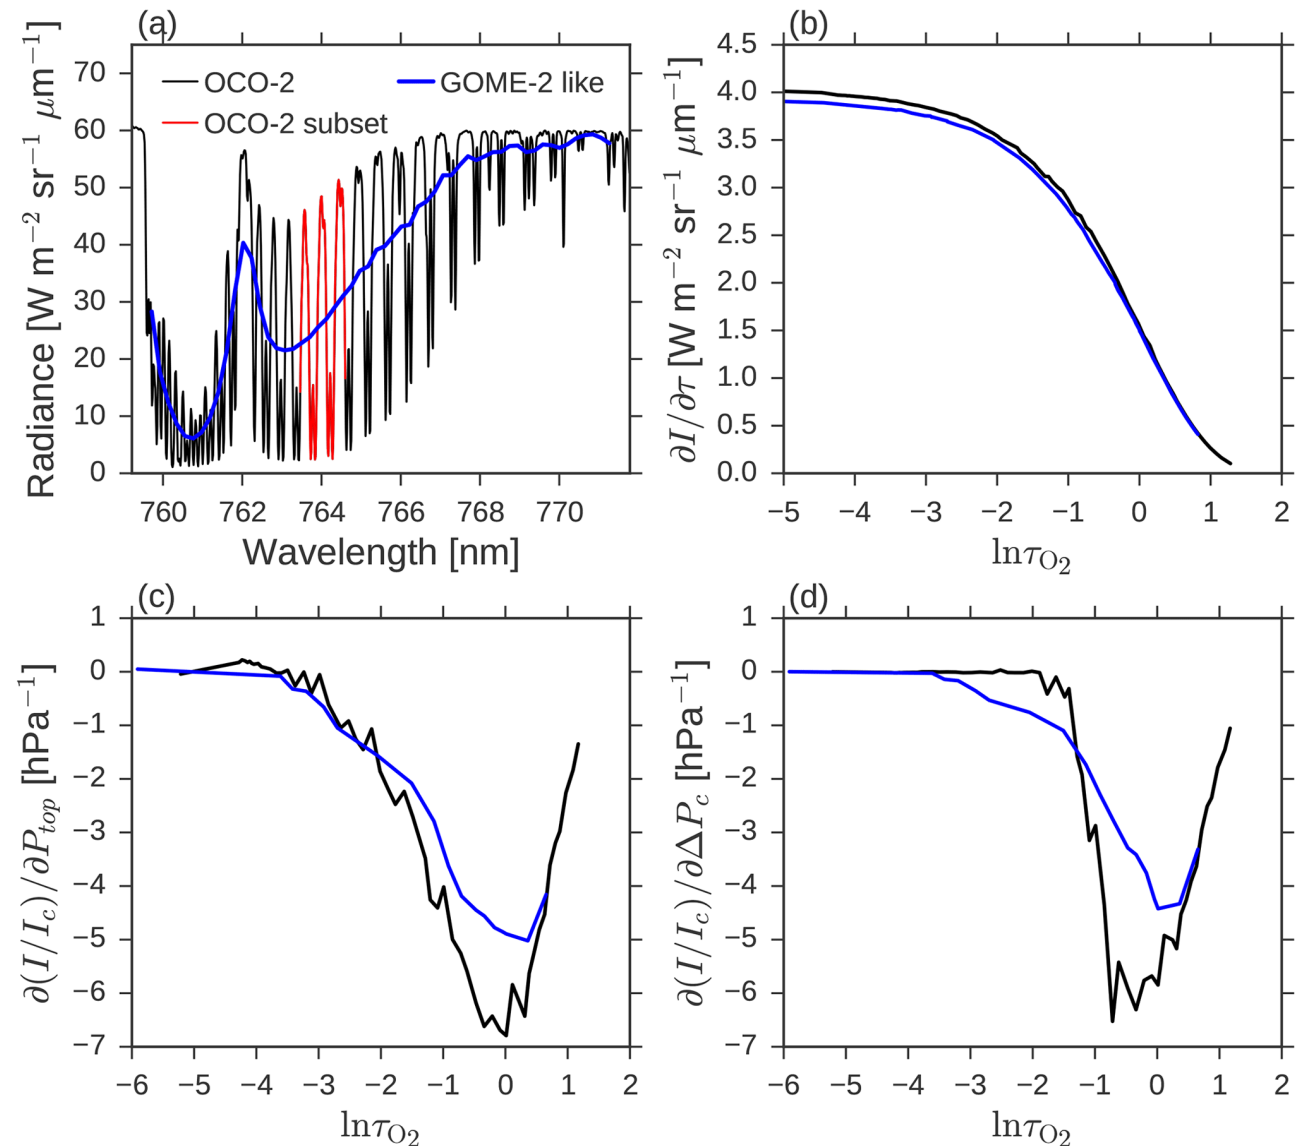 (a)
Radiance [W m−2 sr−1 μm−1]
70
60
50
40
30
20
10
0
OCO-2
GOME-2 like
OCO-2 subset
760 762 764 766 768 770
Wavelength [nm]
(b)
∂I/∂τ [W m−2 sr−1 μm−1]
4.5
4.0
3.5
3.0
2.5
2.0
1.5
1.0
0.5
0.0
−5 −4 −3 −2 −1 0 1 2
lnτO2
(c)
∂(I/Ic)/∂Ptop [hPa−1]
1
0
−1
−2
−3
−4
−5
−6
−7
−6 −5 −4 −3 −2 −1 0 1 2
lnτO2
(d)
∂(I/Ic)/∂ΔPc [hPa−1]
1
0
−1
−2
−3
−4
−5
−6
−7
−6 −5 −4 −3 −2 −1 0 1 2
lnτO2